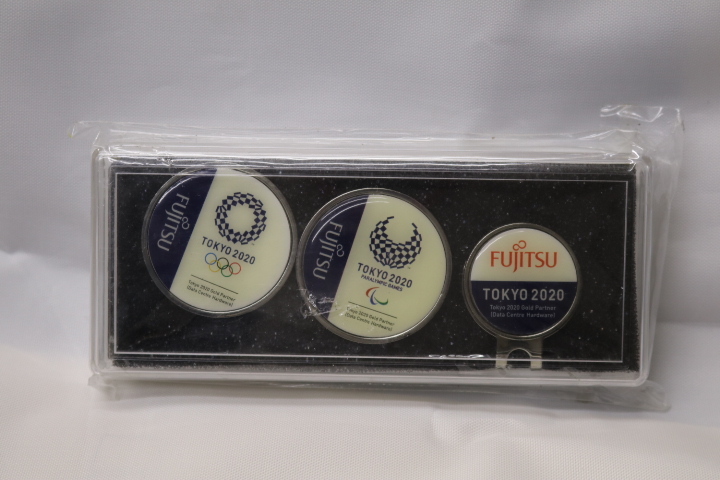 FUJITSU
TOKYO 2020
Tokyo 2020 Gold Partner
(Data Centre Hardware)
FUJITSU
TOKYO 2020
PARALYMPIC GAMES
Tokyo 2020 Gold Partner
(Data Centre Hardware)
FUJITSU
TOKYO 2020
Tokyo 2020 Gold Partner
(Data Centre Hardware)